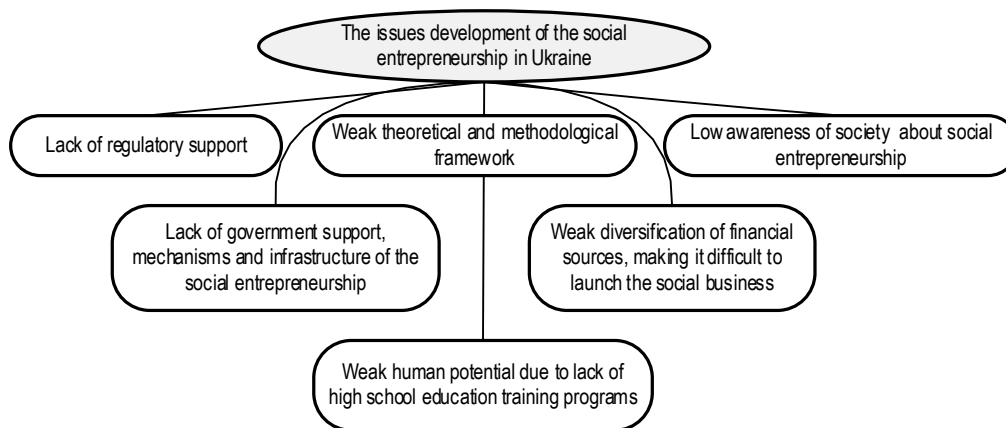 The issues development of the social
entrepreneurship in Ukraine
Lack of regulatory support
Weak theoretical and methodological
framework
Low awareness of society about social
entrepreneurship
Lack of government support,
mechanisms and infrastructure of the
social entrepreneurship
Weak diversification of financial
sources, making it difficult to
launch the social business
Weak human potential due to lack of
high school education training programs